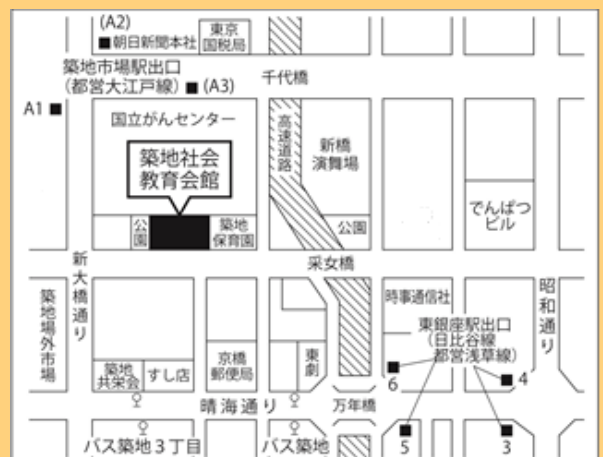 (A2)
■朝日新聞本社
東京
国税局
築地市場駅出口
(都営大江戸線)■(A3)
千代橋
A1■
国立がんセンター
高速道路
新橋
演舞場
築地社会
教育会館
公園
築地
保育園
公園
でんぱつ
ビル
采女橋
新大橋通り
築地場外市場
時事通信社
昭和通り
東銀座駅出口
(日比谷線
都営浅草線)
築地
共栄会
すし店
京橋
郵便局
東劇
6
4
晴海通り
万年橋
バス築地3丁目
バス築地
5
3